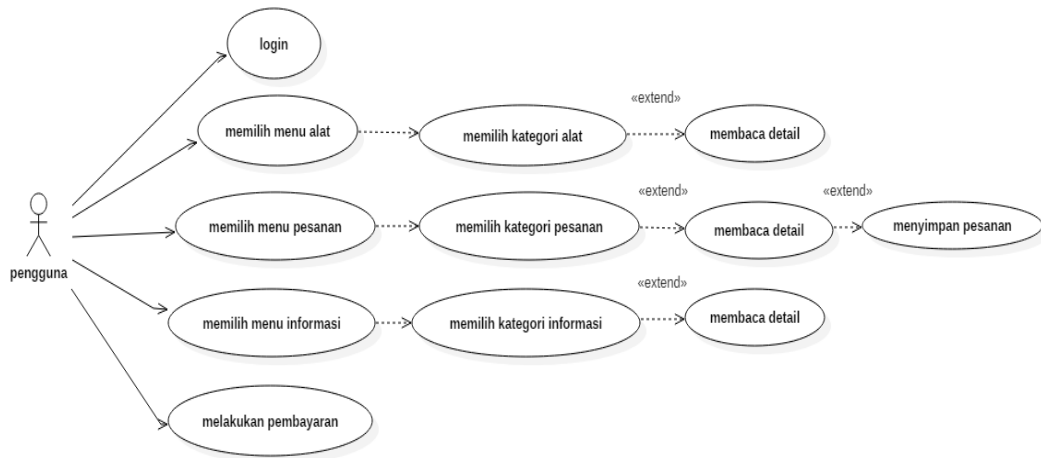 login
«extend»
memilih menu alat
memilih kategori alat
membaca detail
«extend»
«extend»
memilih menu pesanan
memilih kategori pesanan
membaca detail
menyimpan pesanan
pengguna
«extend»
memilih menu informasi
memilih kategori informasi
membaca detail
melakukan pembayaran